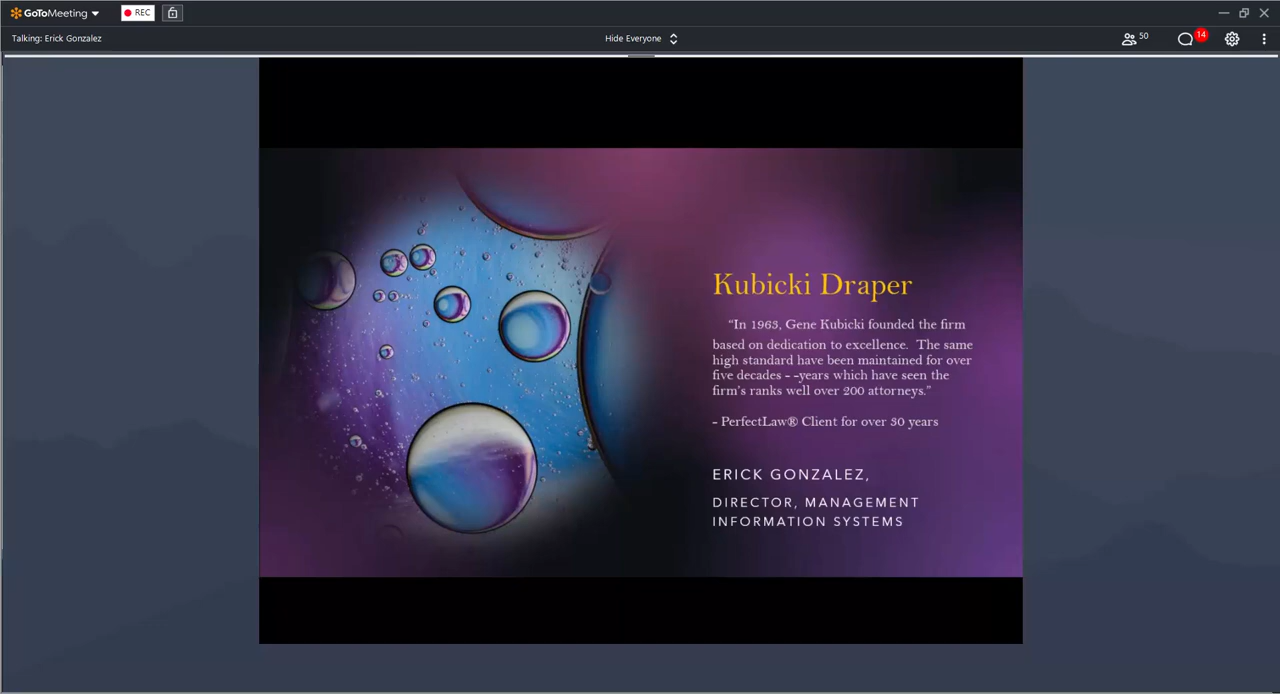 GoToMeeting
REC
Talking: Erick Gonzalez
Hide Everyone
50
14
Kubicki Draper
“In 1963, Gene Kubicki founded the firm
based on dedication to excellence.  The same
high standard have been maintained for over
five decades - -years which have seen the
firm's ranks well over 200 attorneys.”
– PerfectLaw® Client for over 30 years
ERICK GONZALEZ,
DIRECTOR, MANAGEMENT
INFORMATION SYSTEMS